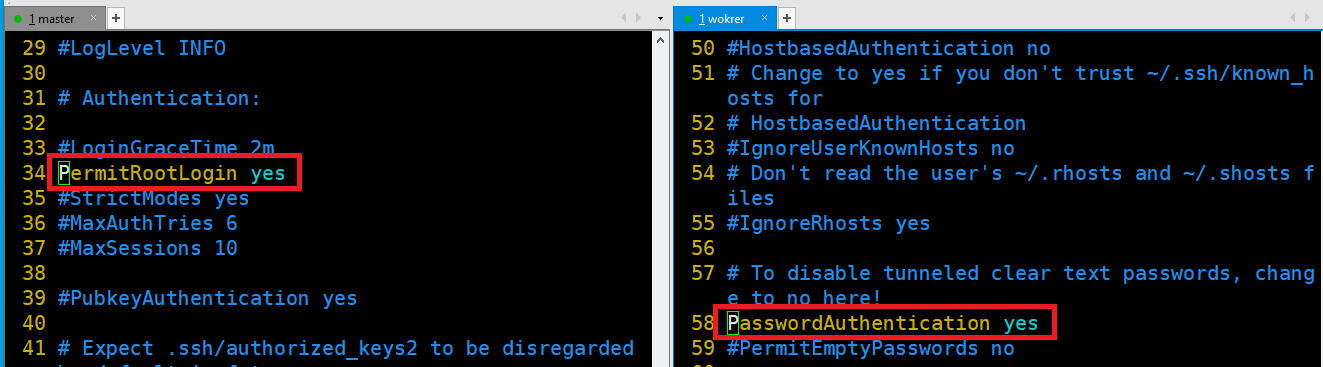 1 master
29 #LogLevel INFO
30
31 # Authentication:
32
33 #LoginGraceTime 2m
34 PermitRootLogin yes
35 #StrictModes yes
36 #MaxAuthTries 6
37 #MaxSessions 10
38
39 #PubkeyAuthentication yes
40
41 # Expect .ssh/authorized_keys2 to be disregarded
1 wokrer
50 #HostbasedAuthentication no
51 # Change to yes if you don't trust ~/.ssh/known_h
osts for
52 # HostbasedAuthentication
53 #IgnoreUserKnownHosts no
54 # Don't read the user's ~/.rhosts and ~/.shosts f
iles
55 #IgnoreRhosts yes
56
57 # To disable tunneled clear text passwords, chang
e to no here!
58 PasswordAuthentication yes
59 #PermitEmptyPasswords no